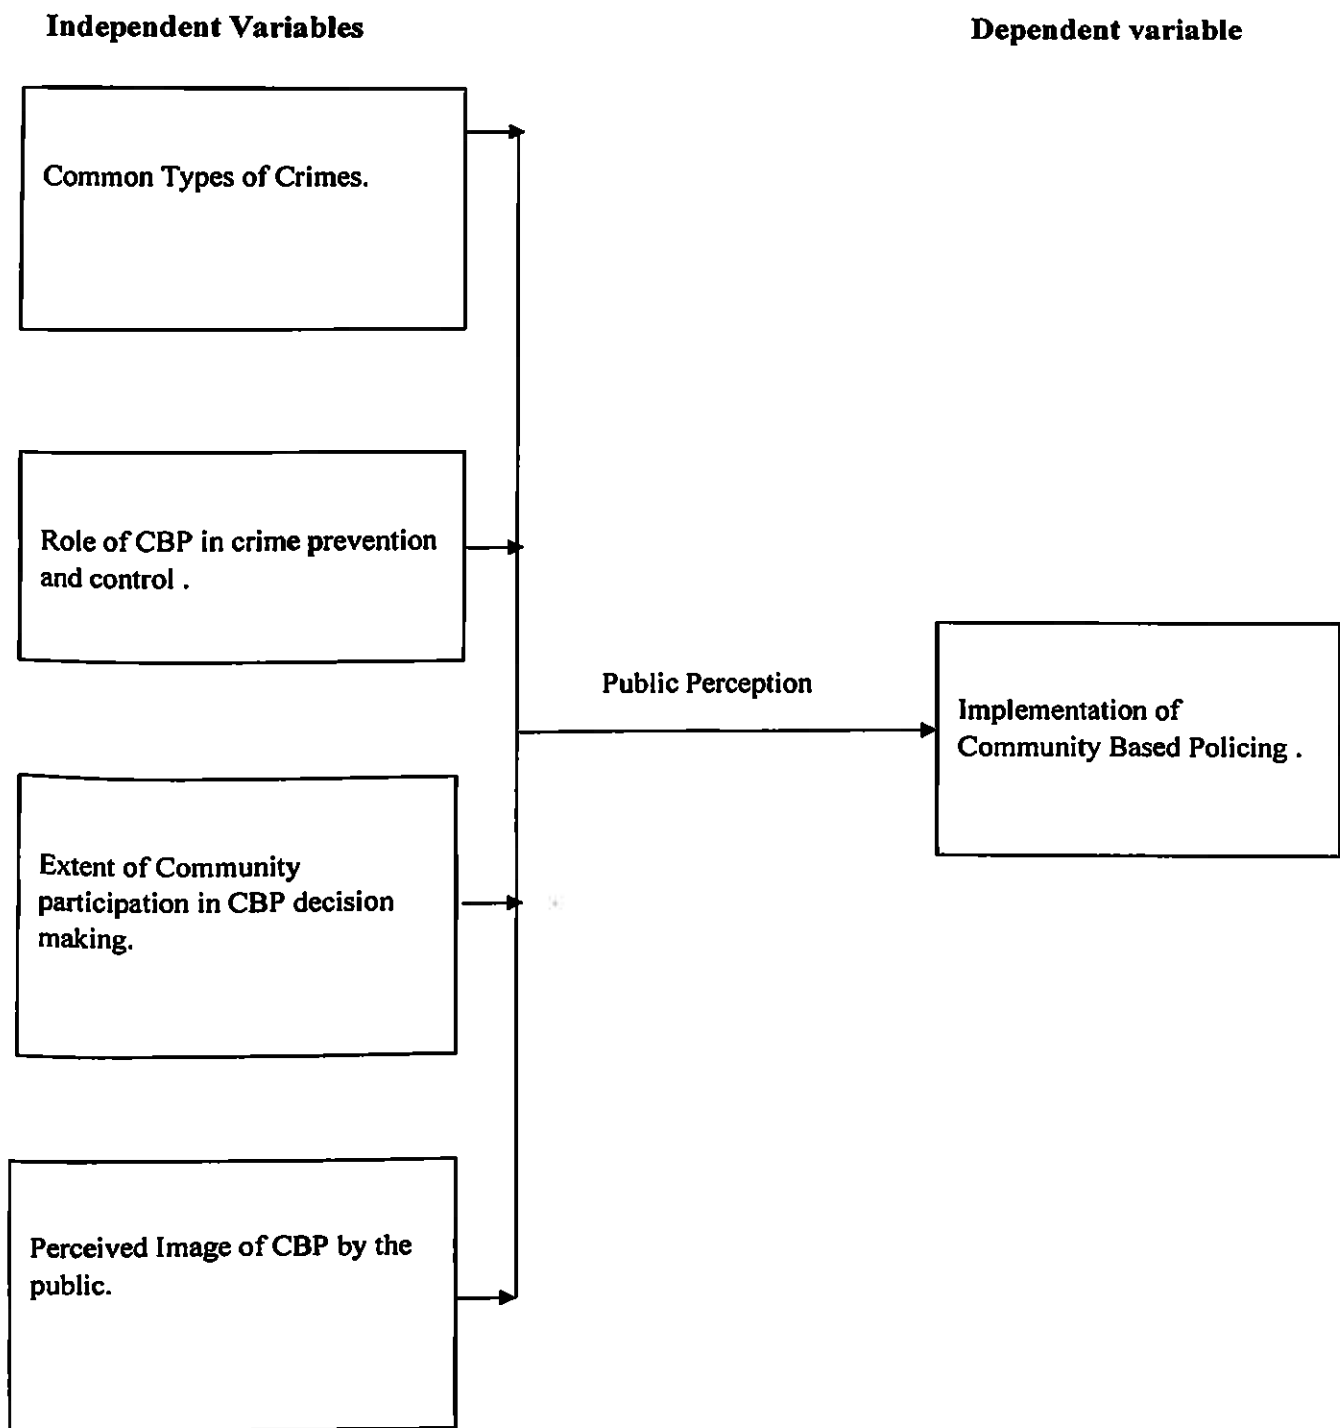 Independent Variables
Dependent variable
Common Types of Crimes.
Role of CBP in crime prevention
and control .
Public Perception
Implementation of
Community Based Policing .
Extent of Community
participation in CBP decision
making.
Perceived Image of CBP by the
public.